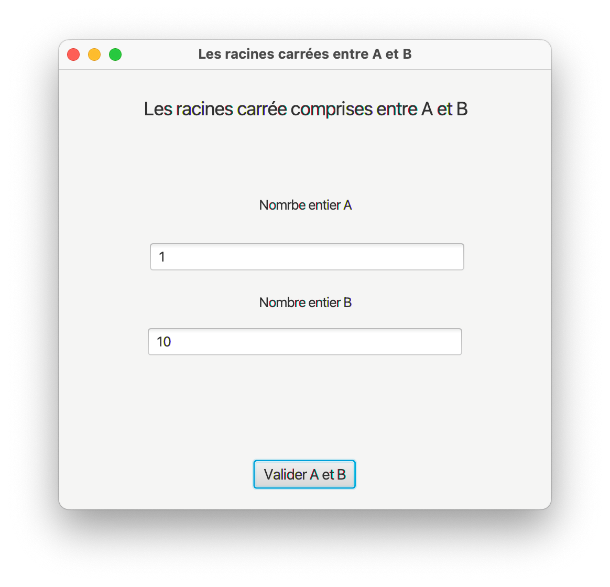 Les racines carrées entre A et B
Les racines carrée comprises entre A et B
Nomrbe entier A
1
Nombre entier B
10
Valider A et B